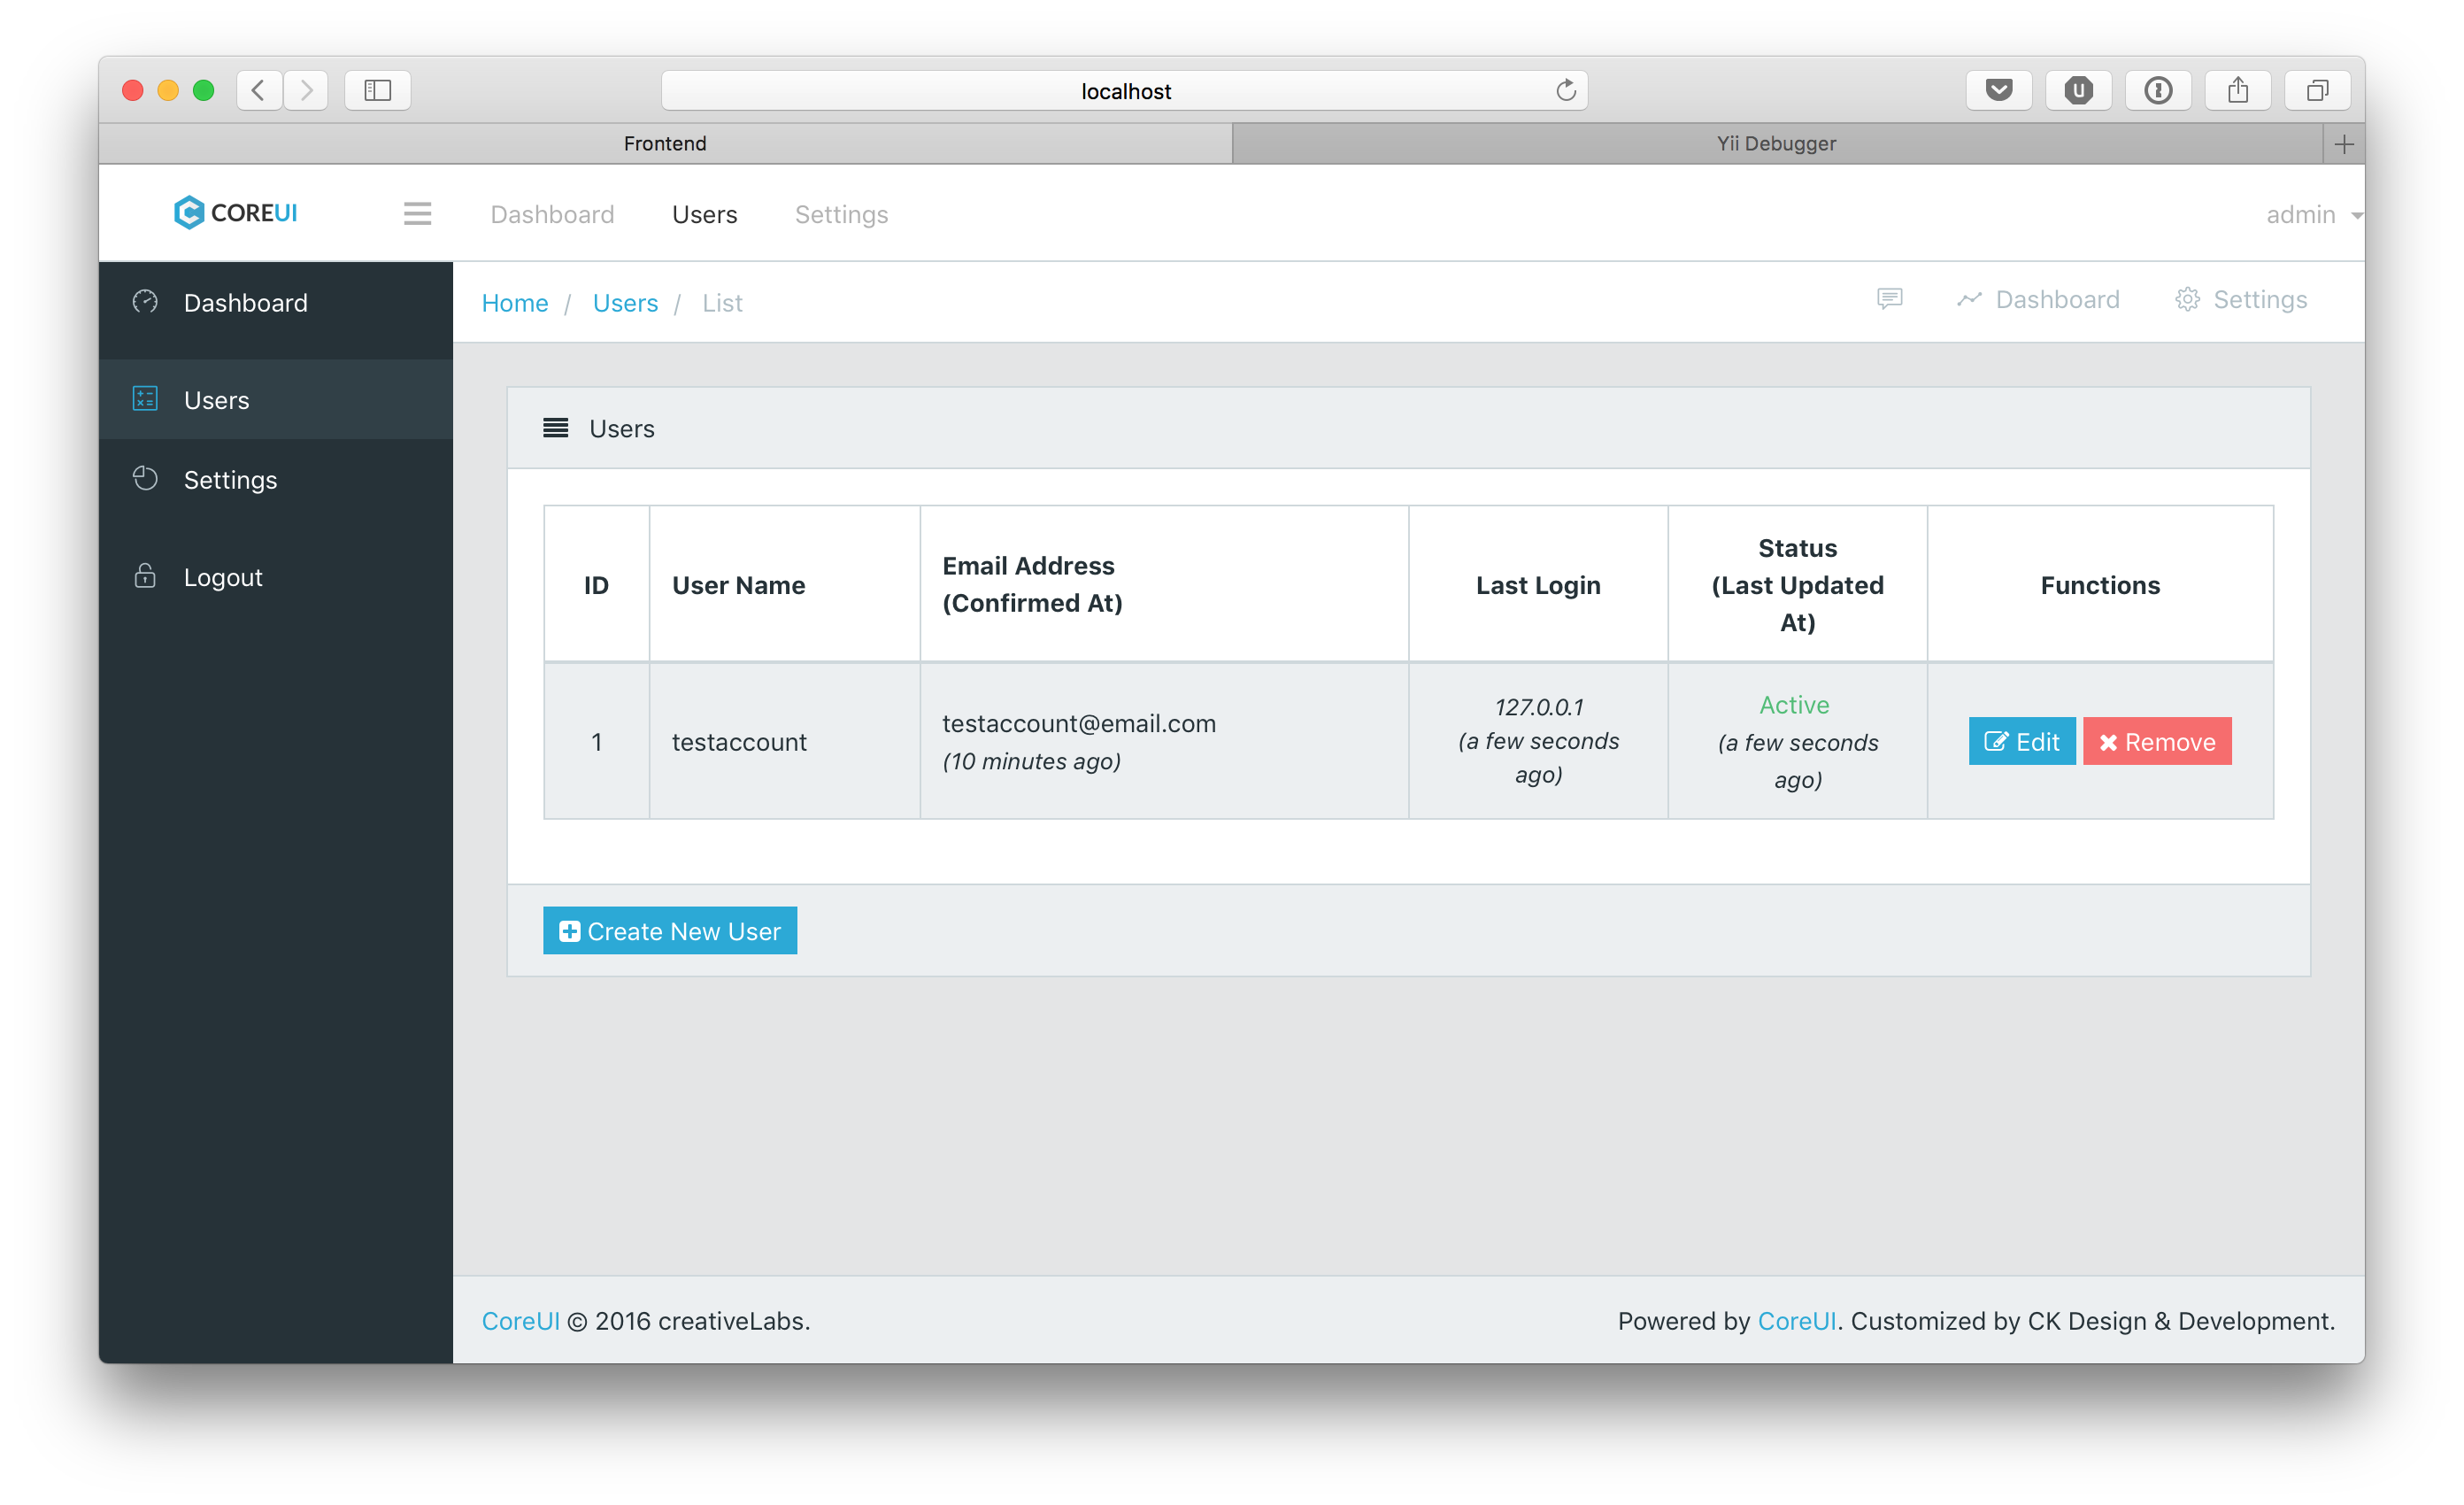 localhost
Frontend
Yii Debugger
COREUI
Dashboard
Users
Settings
admin
Dashboard
Users
Settings
Logout
Home / Users / List
Dashboard
Settings
Users
ID
User Name
Email Address
(Confirmed At)
Last Login
Status
(Last Updated
At)
Functions
1
testaccount
testaccount@email.com
(10 minutes ago)
127.0.0.1
(a few seconds
ago)
Active
(a few seconds
ago)
Edit
Remove
Create New User
CoreUI © 2016 creativeLabs.
Powered by CoreUI. Customized by CK Design & Development.